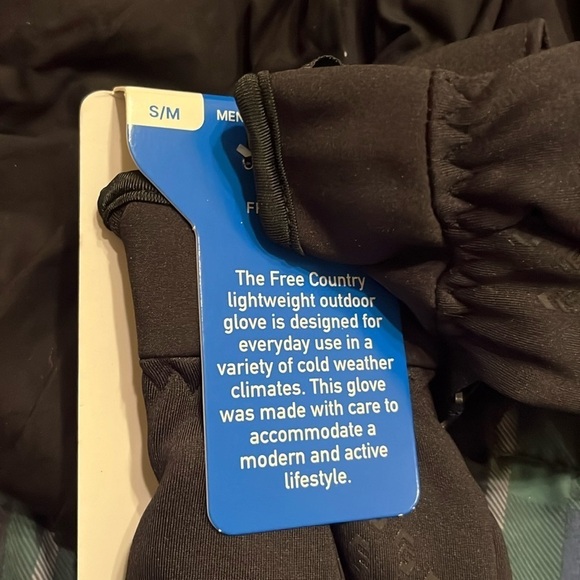 S/M
MEN
The Free Country
lightweight outdoor
glove is designed for
everyday use in a
variety of cold weather
climates. This glove
was made with care to
accommodate a
modern and active
lifestyle.